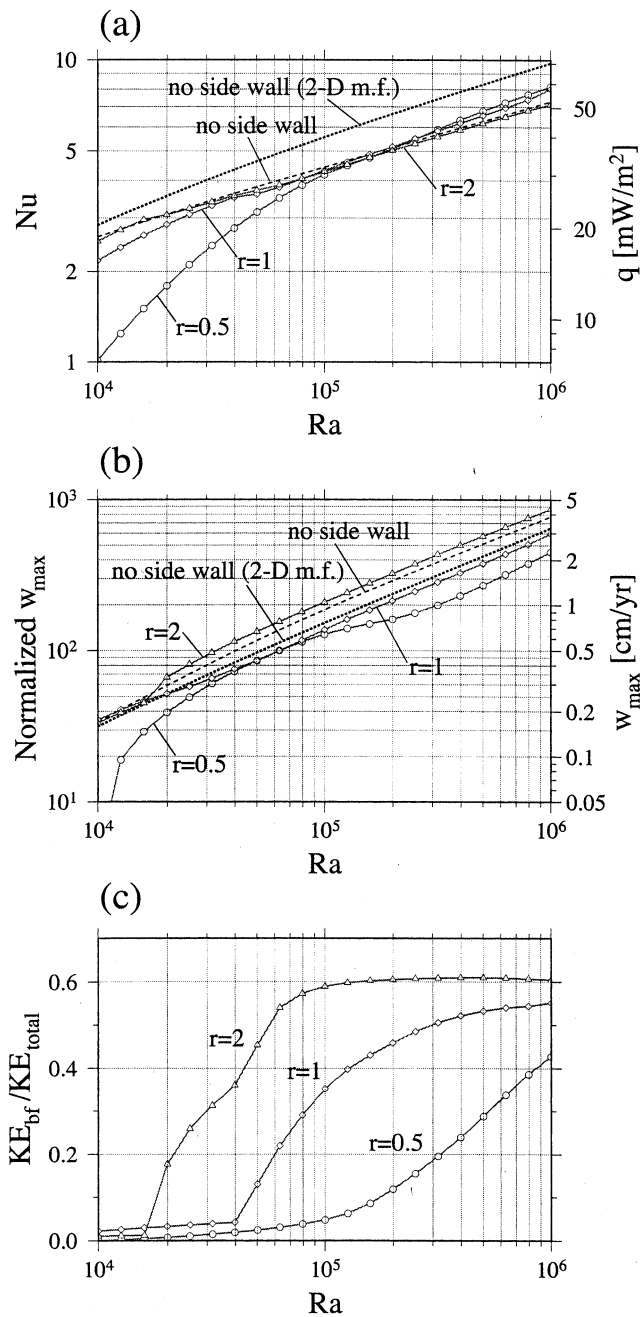 (a)
10
5
2
1
Nu
no side wall (2-D m.f.)
no side wall
r=2
r=1
r=0.5
50
20
10
q [mW/m²]
10⁴ 10⁵ 10⁶
Ra
(b)
10³
10²
10¹
Normalized w_max
no side wall
no side wall (2-D m.f.)
r=2
r=1
r=0.5
5
2
1
0.5
0.2
0.1
0.05
w_max [cm/yr]
10⁴ 10⁵ 10⁶
Ra
(c)
0.6
0.4
0.2
0.0
KE_bf/KE_total
r=2
r=1
r=0.5
10⁴ 10⁵ 10⁶
Ra